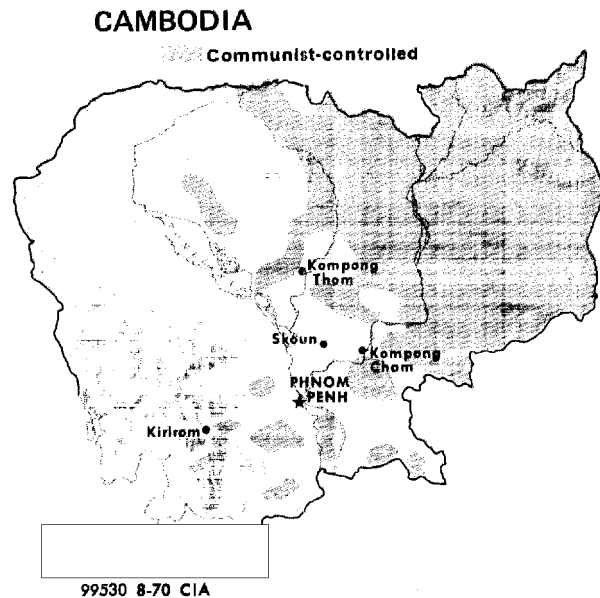 CAMBODIA
Communist-controlled
Kompong
Thom
Skoun
Kompong
Cham
PHNOM
PENH
Kirirom
99530 8-70 CIA